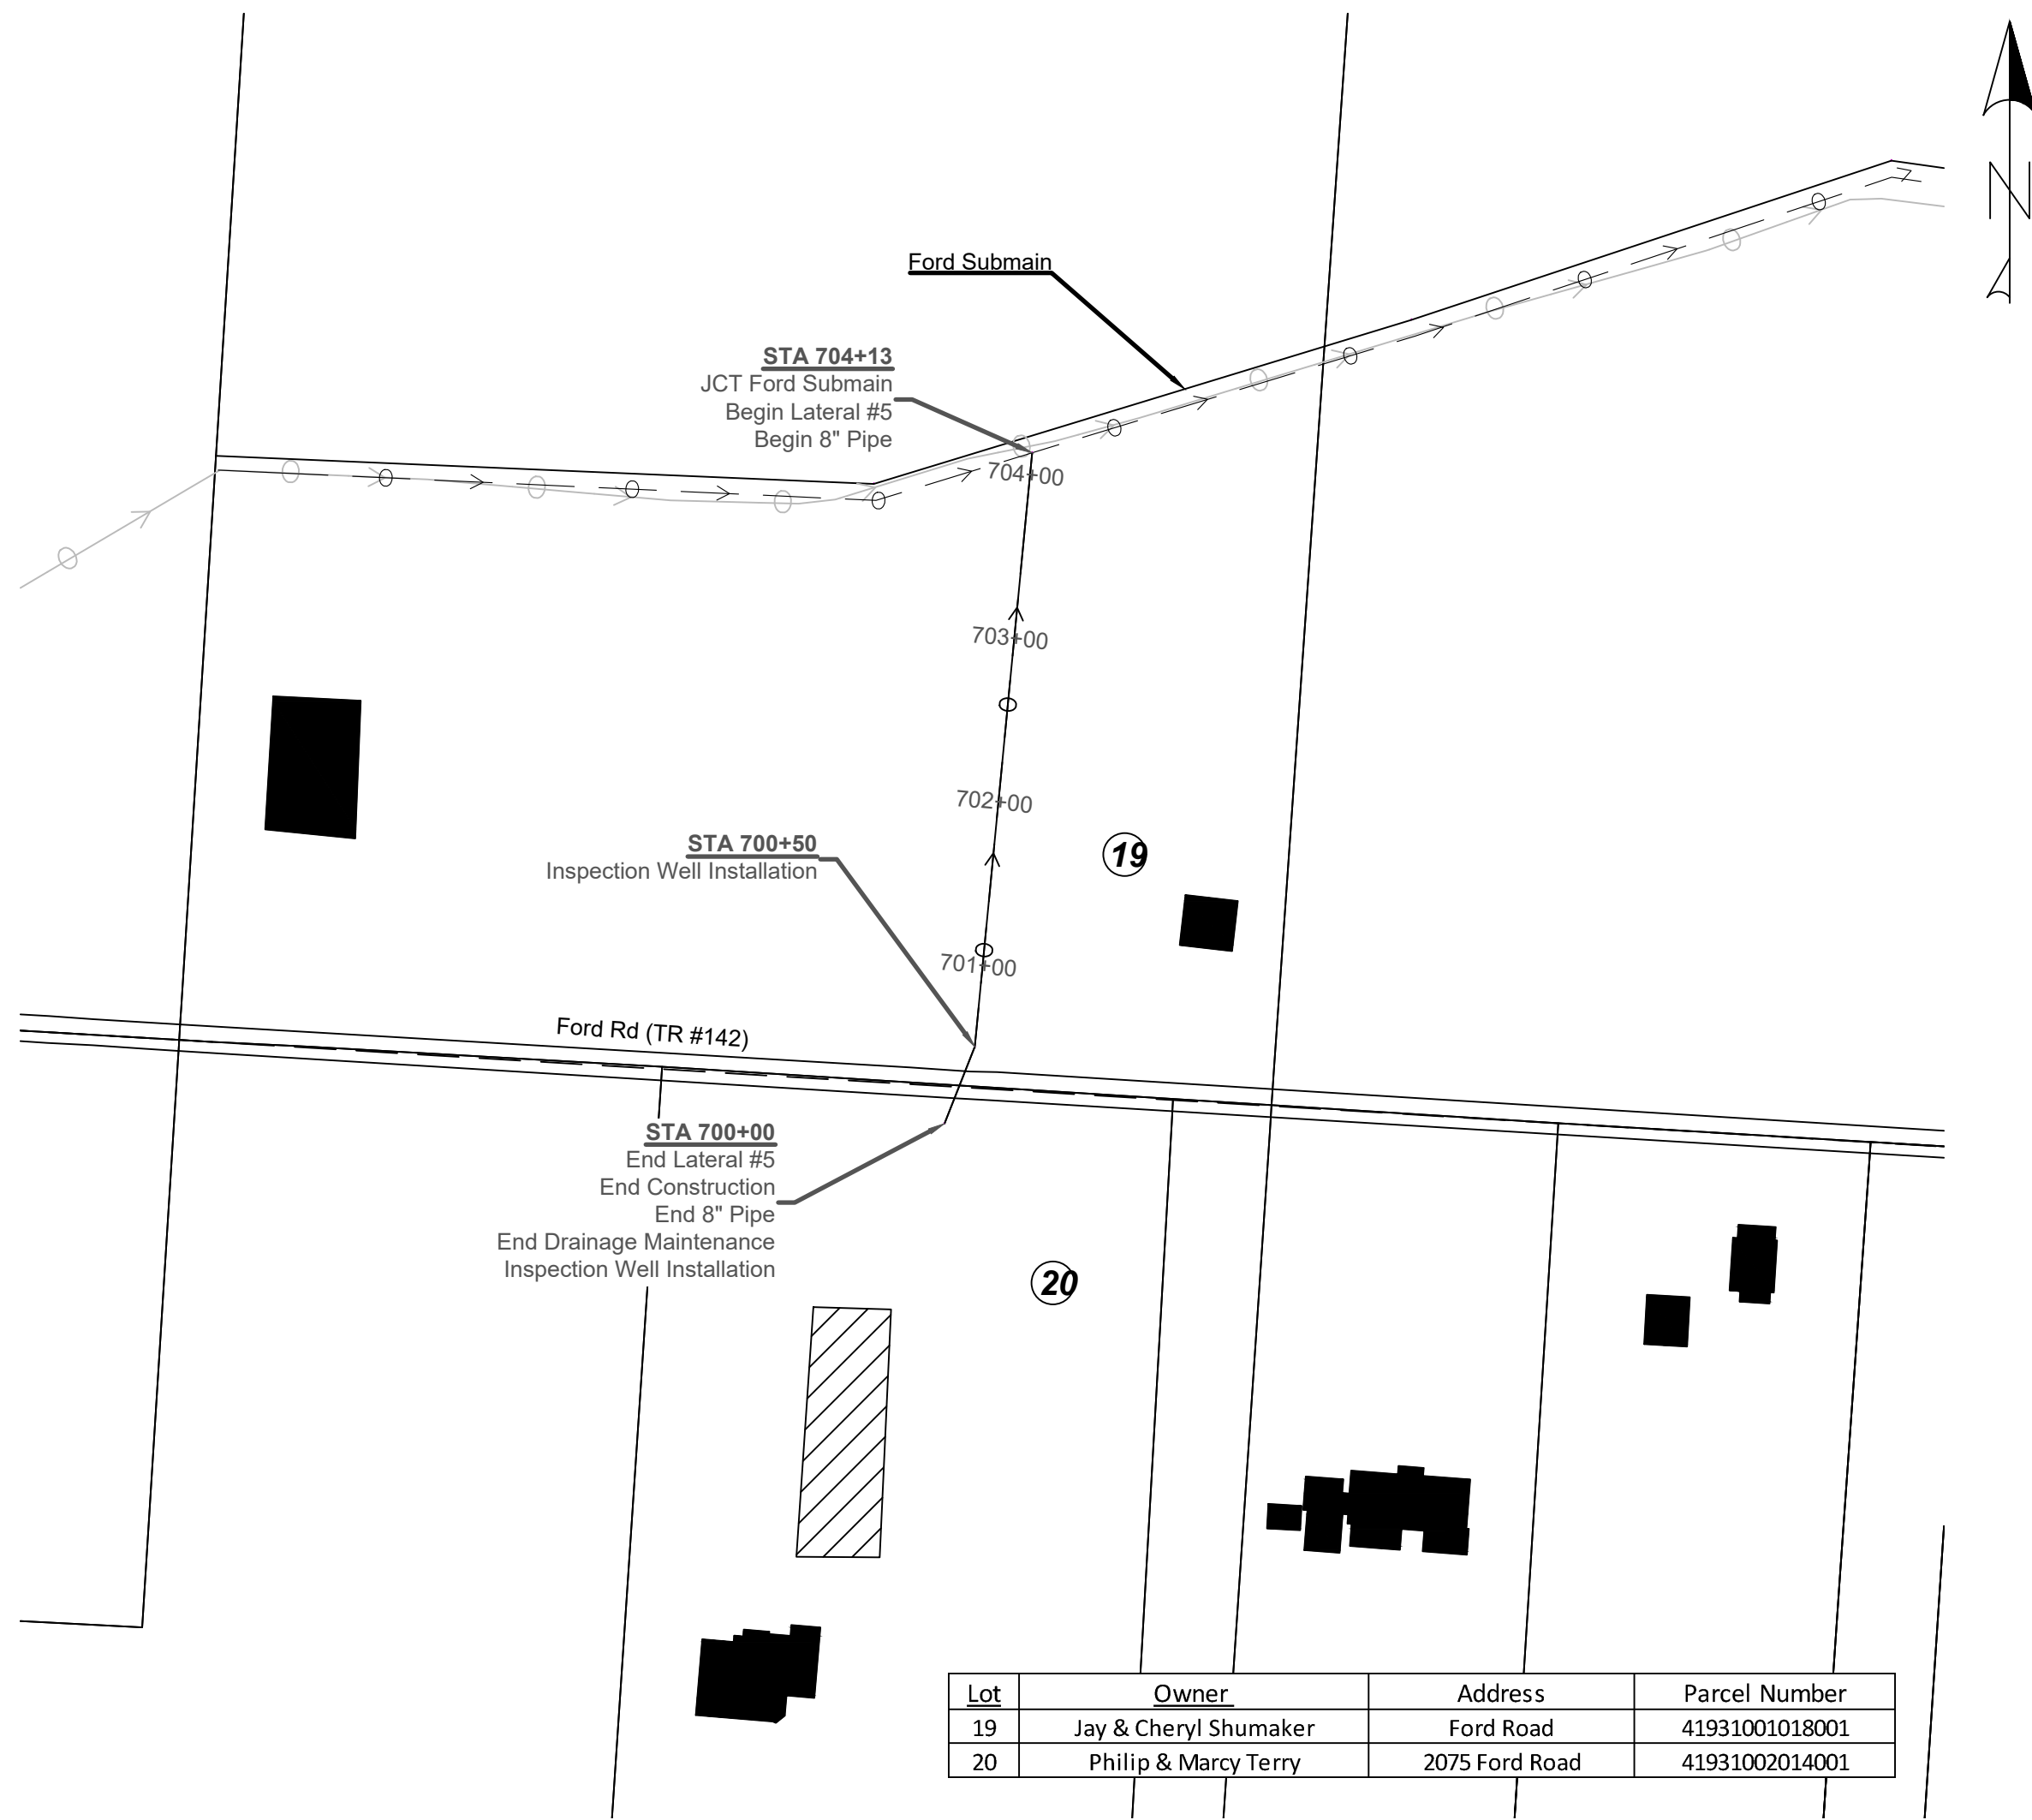 N
Ford Submain
STA 704+13
JCT Ford Submain
Begin Lateral #5
Begin 8" Pipe
704+00
703+00
702+00
STA 700+50
Inspection Well Installation
19
701+00
Ford Rd (TR #142)
STA 700+00
End Lateral #5
End Construction
End 8" Pipe
End Drainage Maintenance
Inspection Well Installation
20
Lot Owner Address Parcel Number
19 Jay & Cheryl Shumaker Ford Road 41931001018001
20 Philip & Marcy Terry 2075 Ford Road 41931002014001